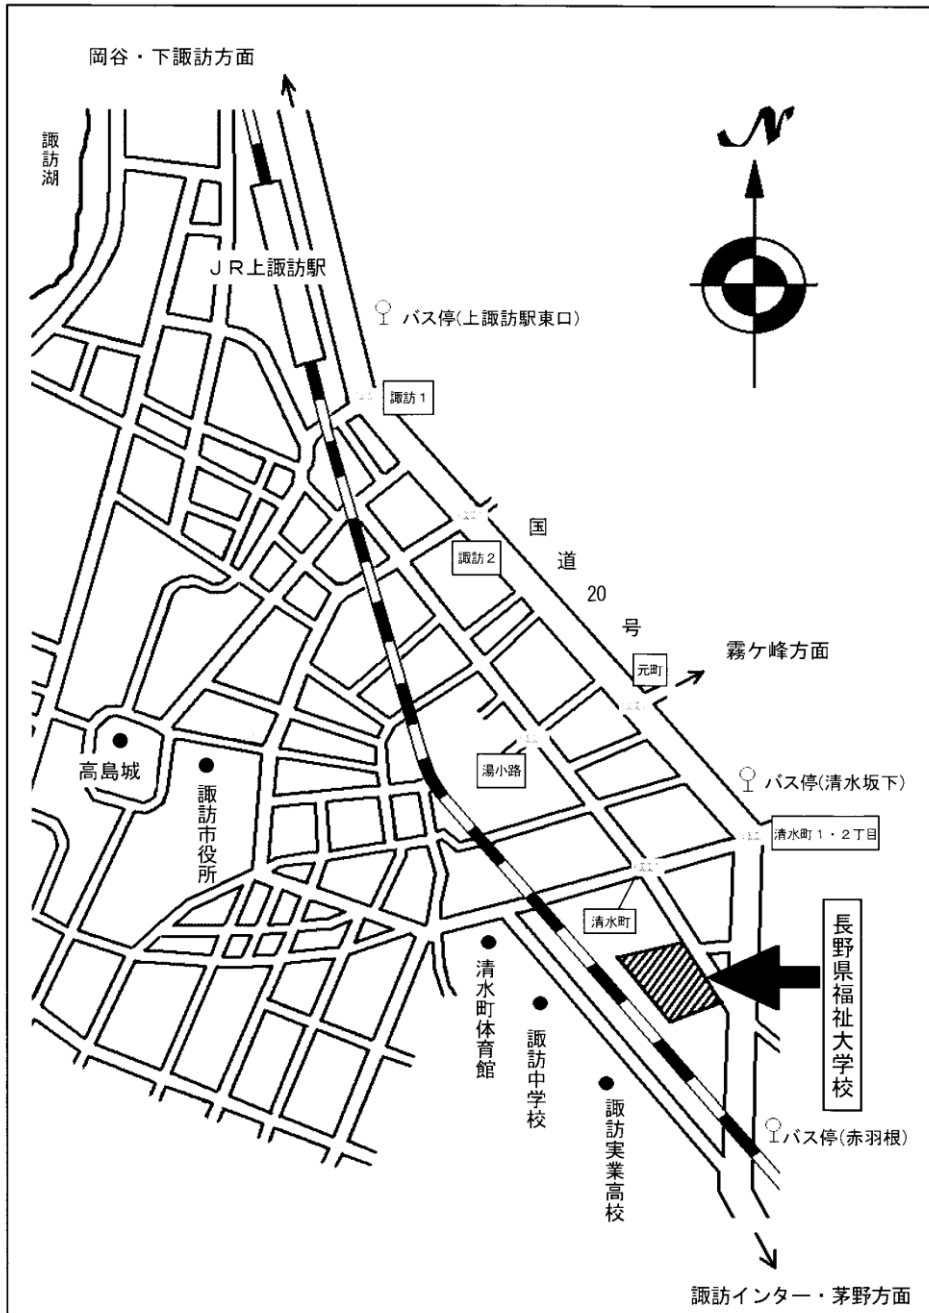 岡谷・下諏訪方面
諏訪湖
N
JR上諏訪駅
バス停(上諏訪駅東口)
諏訪1
国道20号
諏訪2
元町
霧ケ峰方面
湯小路
高島城
諏訪市役所
バス停(清水坂下)
清水町1・2丁目
清水町
長野県福祉大学校
清水町体育館
諏訪中学校
諏訪実業高校
バス停(赤羽根)
諏訪インター・茅野方面